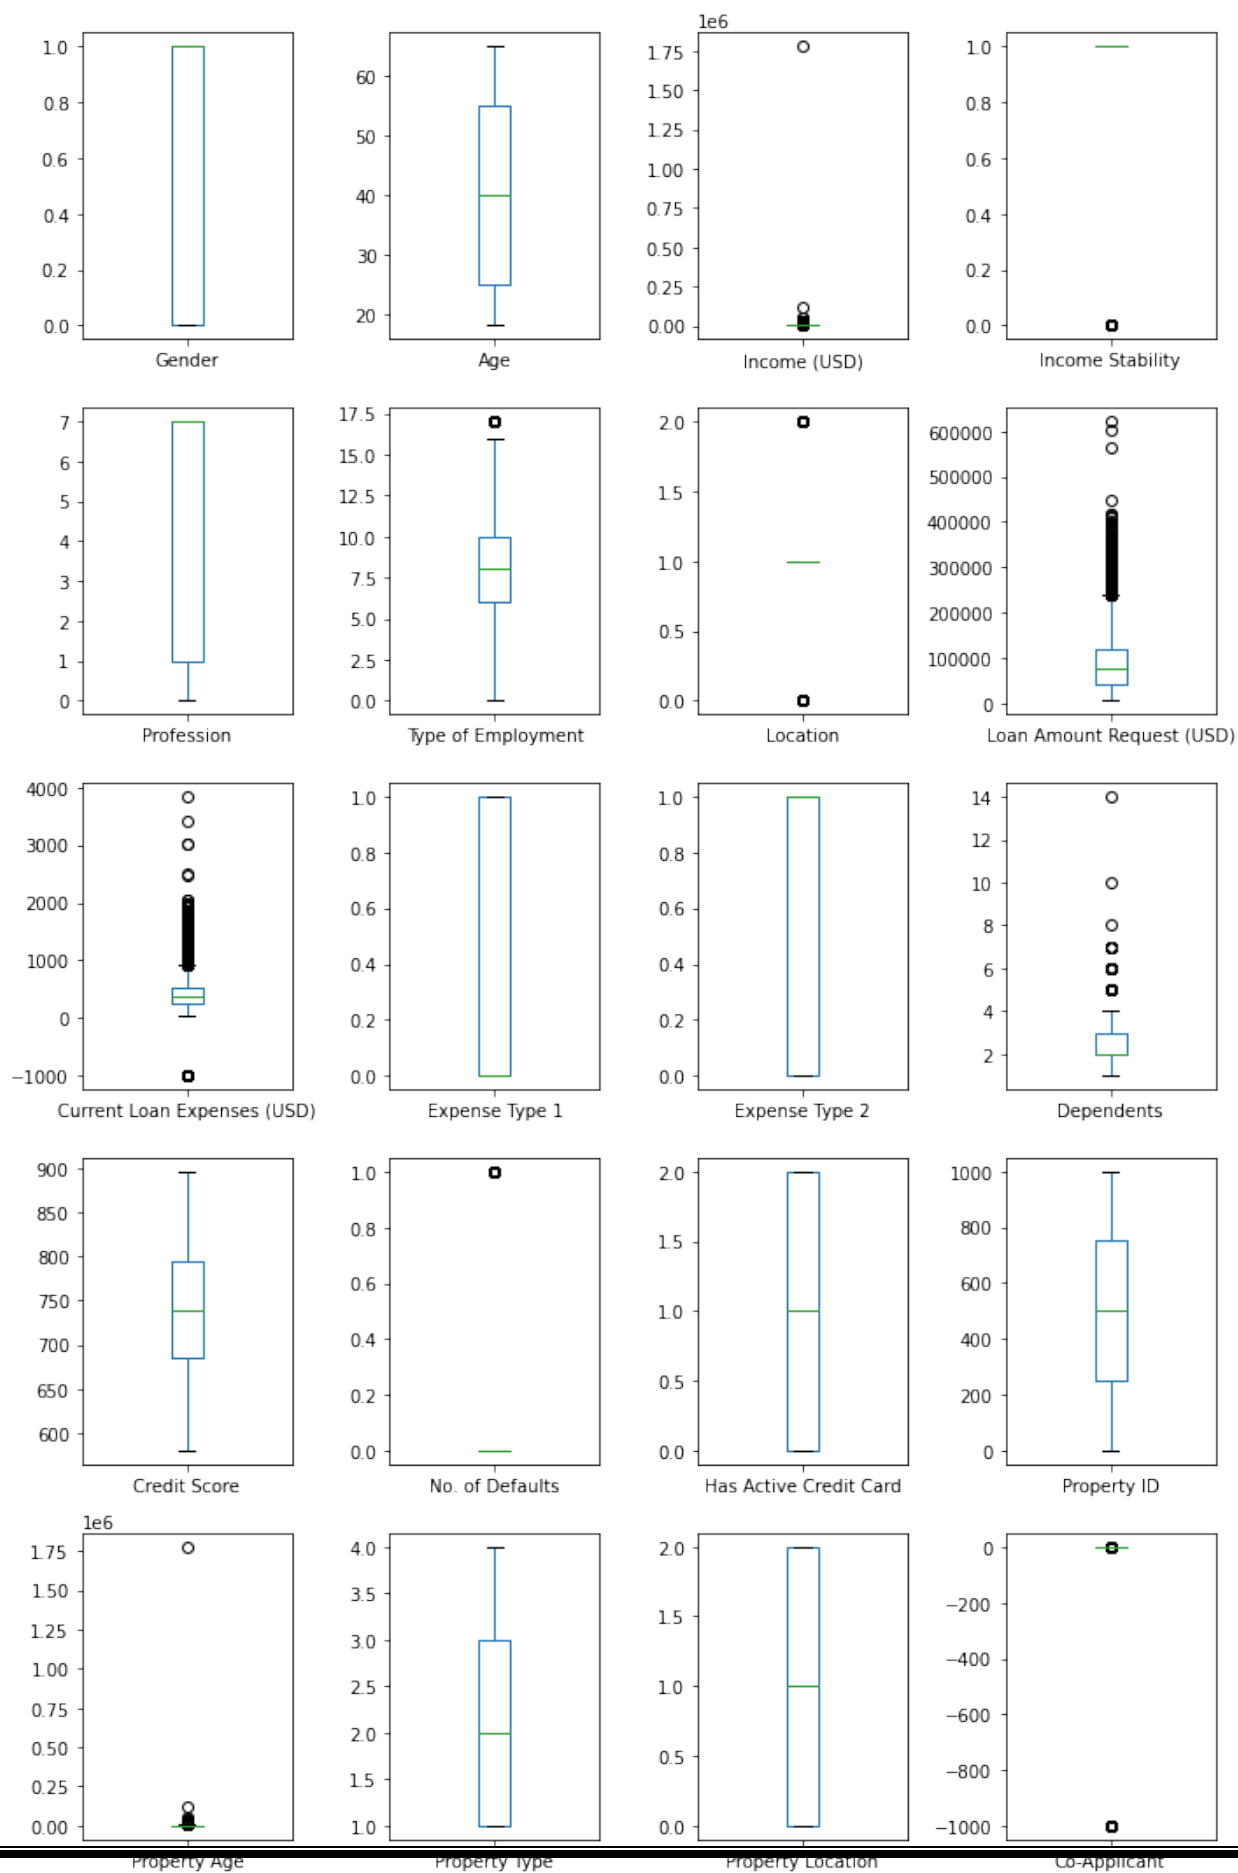 1e6
1.0 0.8 0.6 0.4 0.2 0.0
60 50 40 30 20
1.75 1.50 1.25 1.00 0.75 0.50 0.25 0.00
1.0 0.8 0.6 0.4 0.2 0.0
Gender Age Income (USD) Income Stability
7 6 5 4 3 2 1 0
17.5 15.0 12.5 10.0 7.5 5.0 2.5 0.0
2.0 1.5 1.0 0.5 0.0
600000 500000 400000 300000 200000 100000 0
Profession Type of Employment Location Loan Amount Request (USD)
4000 3000 2000 1000 0 −1000
1.0 0.8 0.6 0.4 0.2 0.0
1.0 0.8 0.6 0.4 0.2 0.0
14 12 10 8 6 4 2
Current Loan Expenses (USD) Expense Type 1 Expense Type 2 Dependents
900 850 800 750 700 650 600
1.0 0.8 0.6 0.4 0.2 0.0
2.0 1.5 1.0 0.5 0.0
1000 800 600 400 200 0
Credit Score No. of Defaults Has Active Credit Card Property ID
1e6
1.75 1.50 1.25 1.00 0.75 0.50 0.25 0.00
4.0 3.5 3.0 2.5 2.0 1.5 1.0
2.0 1.5 1.0 0.5 0.0
0 −200 −400 −600 −800 −1000
Property Age Property Type Property Location Co-Applicant